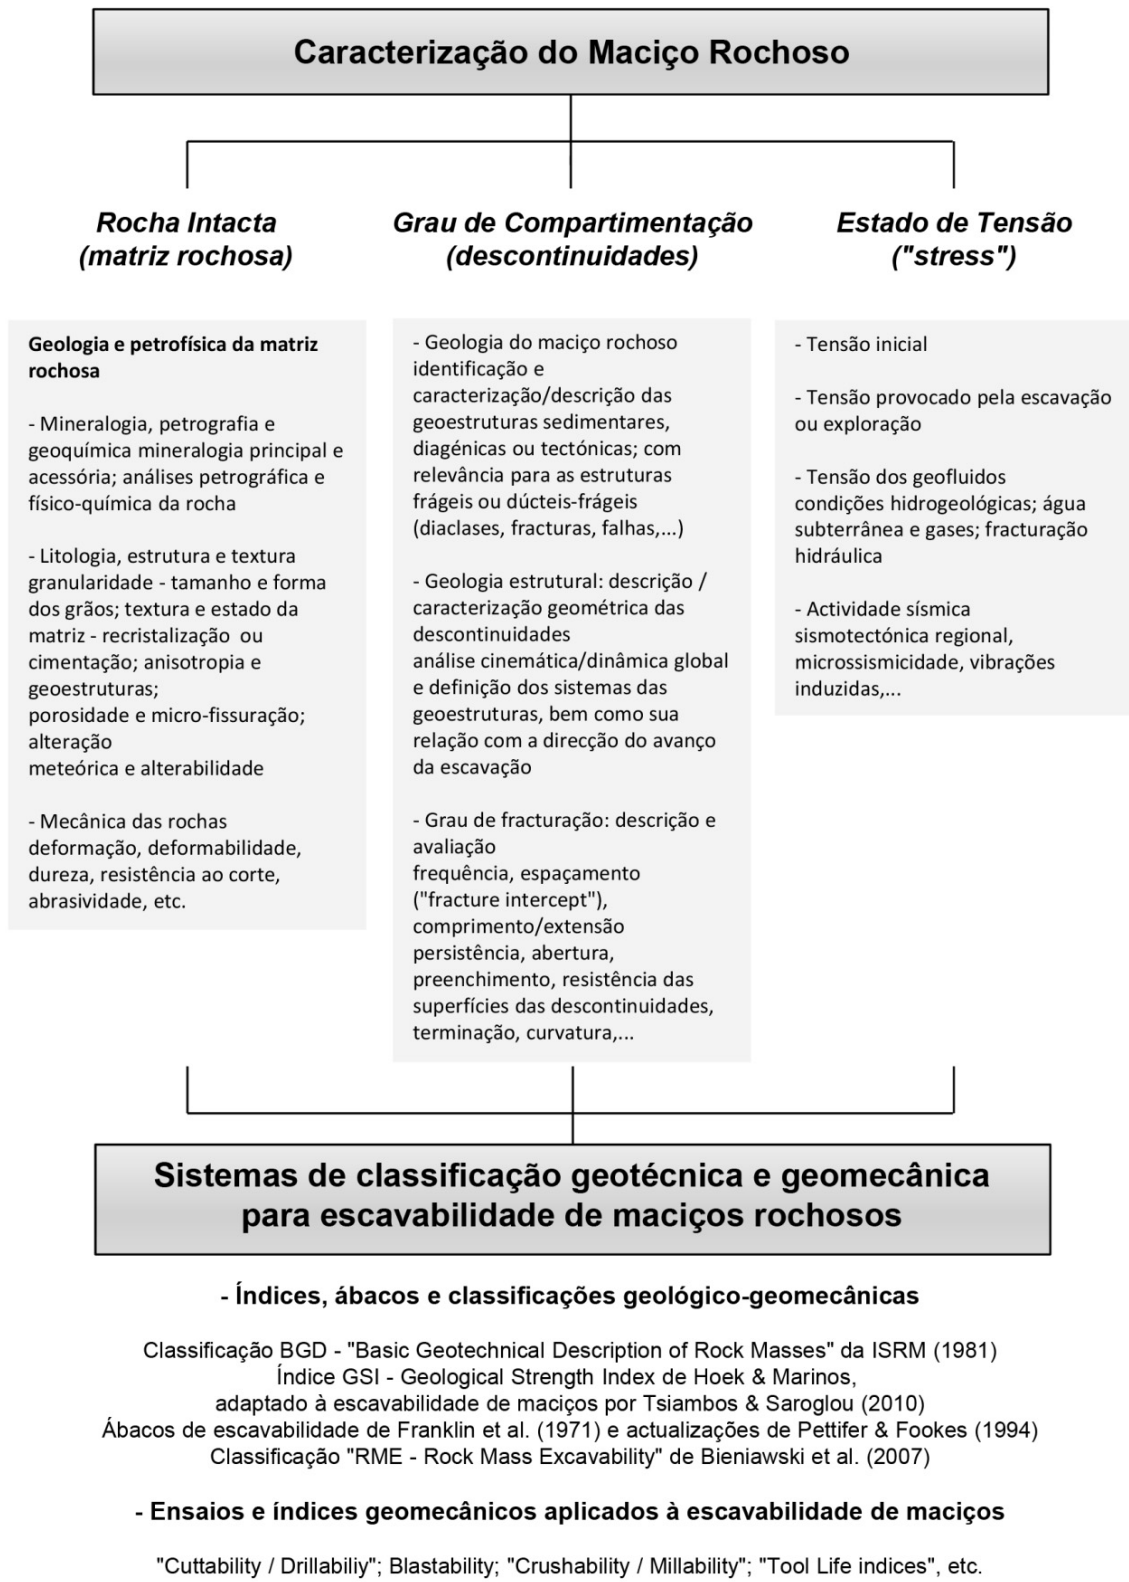 Caracterização do Maciço Rochoso
Rocha Intacta
(matriz rochosa)
Grau de Compartimentação
(descontinuidades)
Estado de Tensão
("stress")
Geologia e petrofísica da matriz
rochosa
- Mineralogia, petrografia e
geoquímica mineralogia principal e
acessória; análises petrográfica e
físico-química da rocha
- Litologia, estrutura e textura
granularidade - tamanho e forma
dos grãos; textura e estado da
matriz - recristalização ou
cimentação; anisotropia e
geoestruturas;
porosidade e micro-fissuração;
alteração
meteórica e alterabilidade
- Mecânica das rochas
deformação, deformabilidade,
dureza, resistência ao corte,
abrasividade, etc.
- Geologia do maciço rochoso
identificação e
caracterização/descrição das
geoestruturas sedimentares,
diagénicas ou tectónicas; com
relevância para as estruturas
frágeis ou dúcteis-frágeis
(diaclases, fracturas, falhas,...)
- Geologia estrutural: descrição /
caracterização geométrica das
descontinuidades
análise cinemática/dinâmica global
e definição dos sistemas das
geoestruturas, bem como sua
relação com a direcção do avanço
da escavação
- Grau de fracturação: descrição e
avaliação
frequência, espaçamento
("fracture intercept"),
comprimento/extensão
persistência, abertura,
preenchimento, resistência das
superfícies das descontinuidades,
terminação, curvatura,...
- Tensão inicial
- Tensão provocado pela escavação
ou exploração
- Tensão dos geofluidos
condições hidrogeológicas; água
subterrânea e gases; fracturação
hidráulica
- Actividade sísmica
sismotectónica regional,
microssismicidade, vibrações
induzidas,...
Sistemas de classificação geotécnica e geomecânica
para escavabilidade de maciços rochosos
- Índices, ábacos e classificações geológico-geomecânicas
Classificação BGD - "Basic Geotechnical Description of Rock Masses" da ISRM (1981)
Índice GSI - Geological Strength Index de Hoek & Marinos,
adaptado à escavabilidade de maciços por Tsiambos & Saroglou (2010)
Ábacos de escavabilidade de Franklin et al. (1971) e actualizações de Pettifer & Fookes (1994)
Classificação "RME - Rock Mass Excavability" de Bieniawski et al. (2007)
- Ensaios e índices geomecânicos aplicados à escavabilidade de maciços
"Cuttability / Drillabiliy"; Blastability; "Crushability / Millability"; "Tool Life indices", etc.